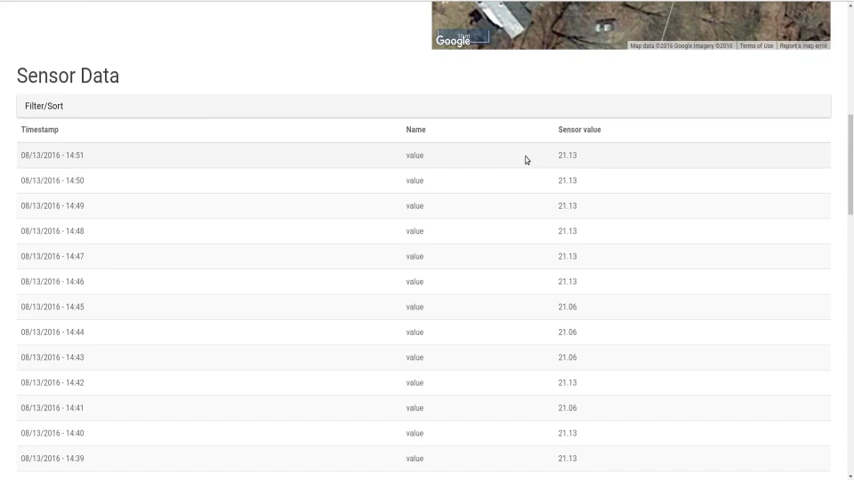 Google
Map data ©2016 Google Imagery ©2016 Terms of Use Report a map error
Sensor Data
Filter/Sort
Timestamp Name Sensor value
08/13/2016 - 14:51 value 21.13
08/13/2016 - 14:50 value 21.13
08/13/2016 - 14:49 value 21.13
08/13/2016 - 14:48 value 21.13
08/13/2016 - 14:47 value 21.13
08/13/2016 - 14:46 value 21.13
08/13/2016 - 14:45 value 21.06
08/13/2016 - 14:44 value 21.06
08/13/2016 - 14:43 value 21.06
08/13/2016 - 14:42 value 21.13
08/13/2016 - 14:41 value 21.06
08/13/2016 - 14:40 value 21.13
08/13/2016 - 14:39 value 21.13